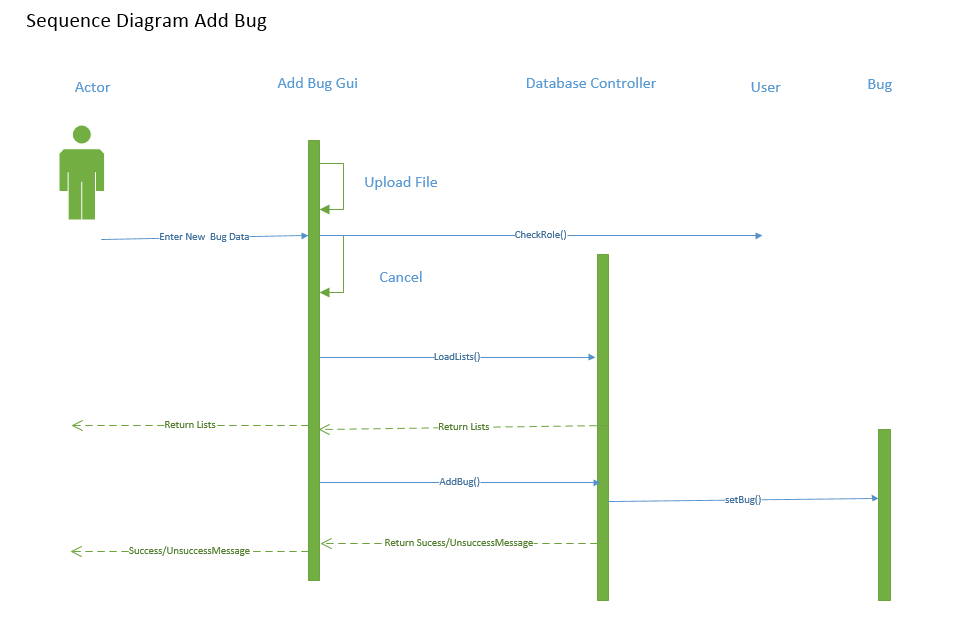 Sequence Diagram Add Bug
Actor
Add Bug Gui
Database Controller
User
Bug
Upload File
Enter New Bug Data
CheckRole()
Cancel
LoadLists()
Return Lists
Return Lists
AddBug()
setBug()
Return Sucess/UnsuccessMessage
Success/UnsuccessMessage